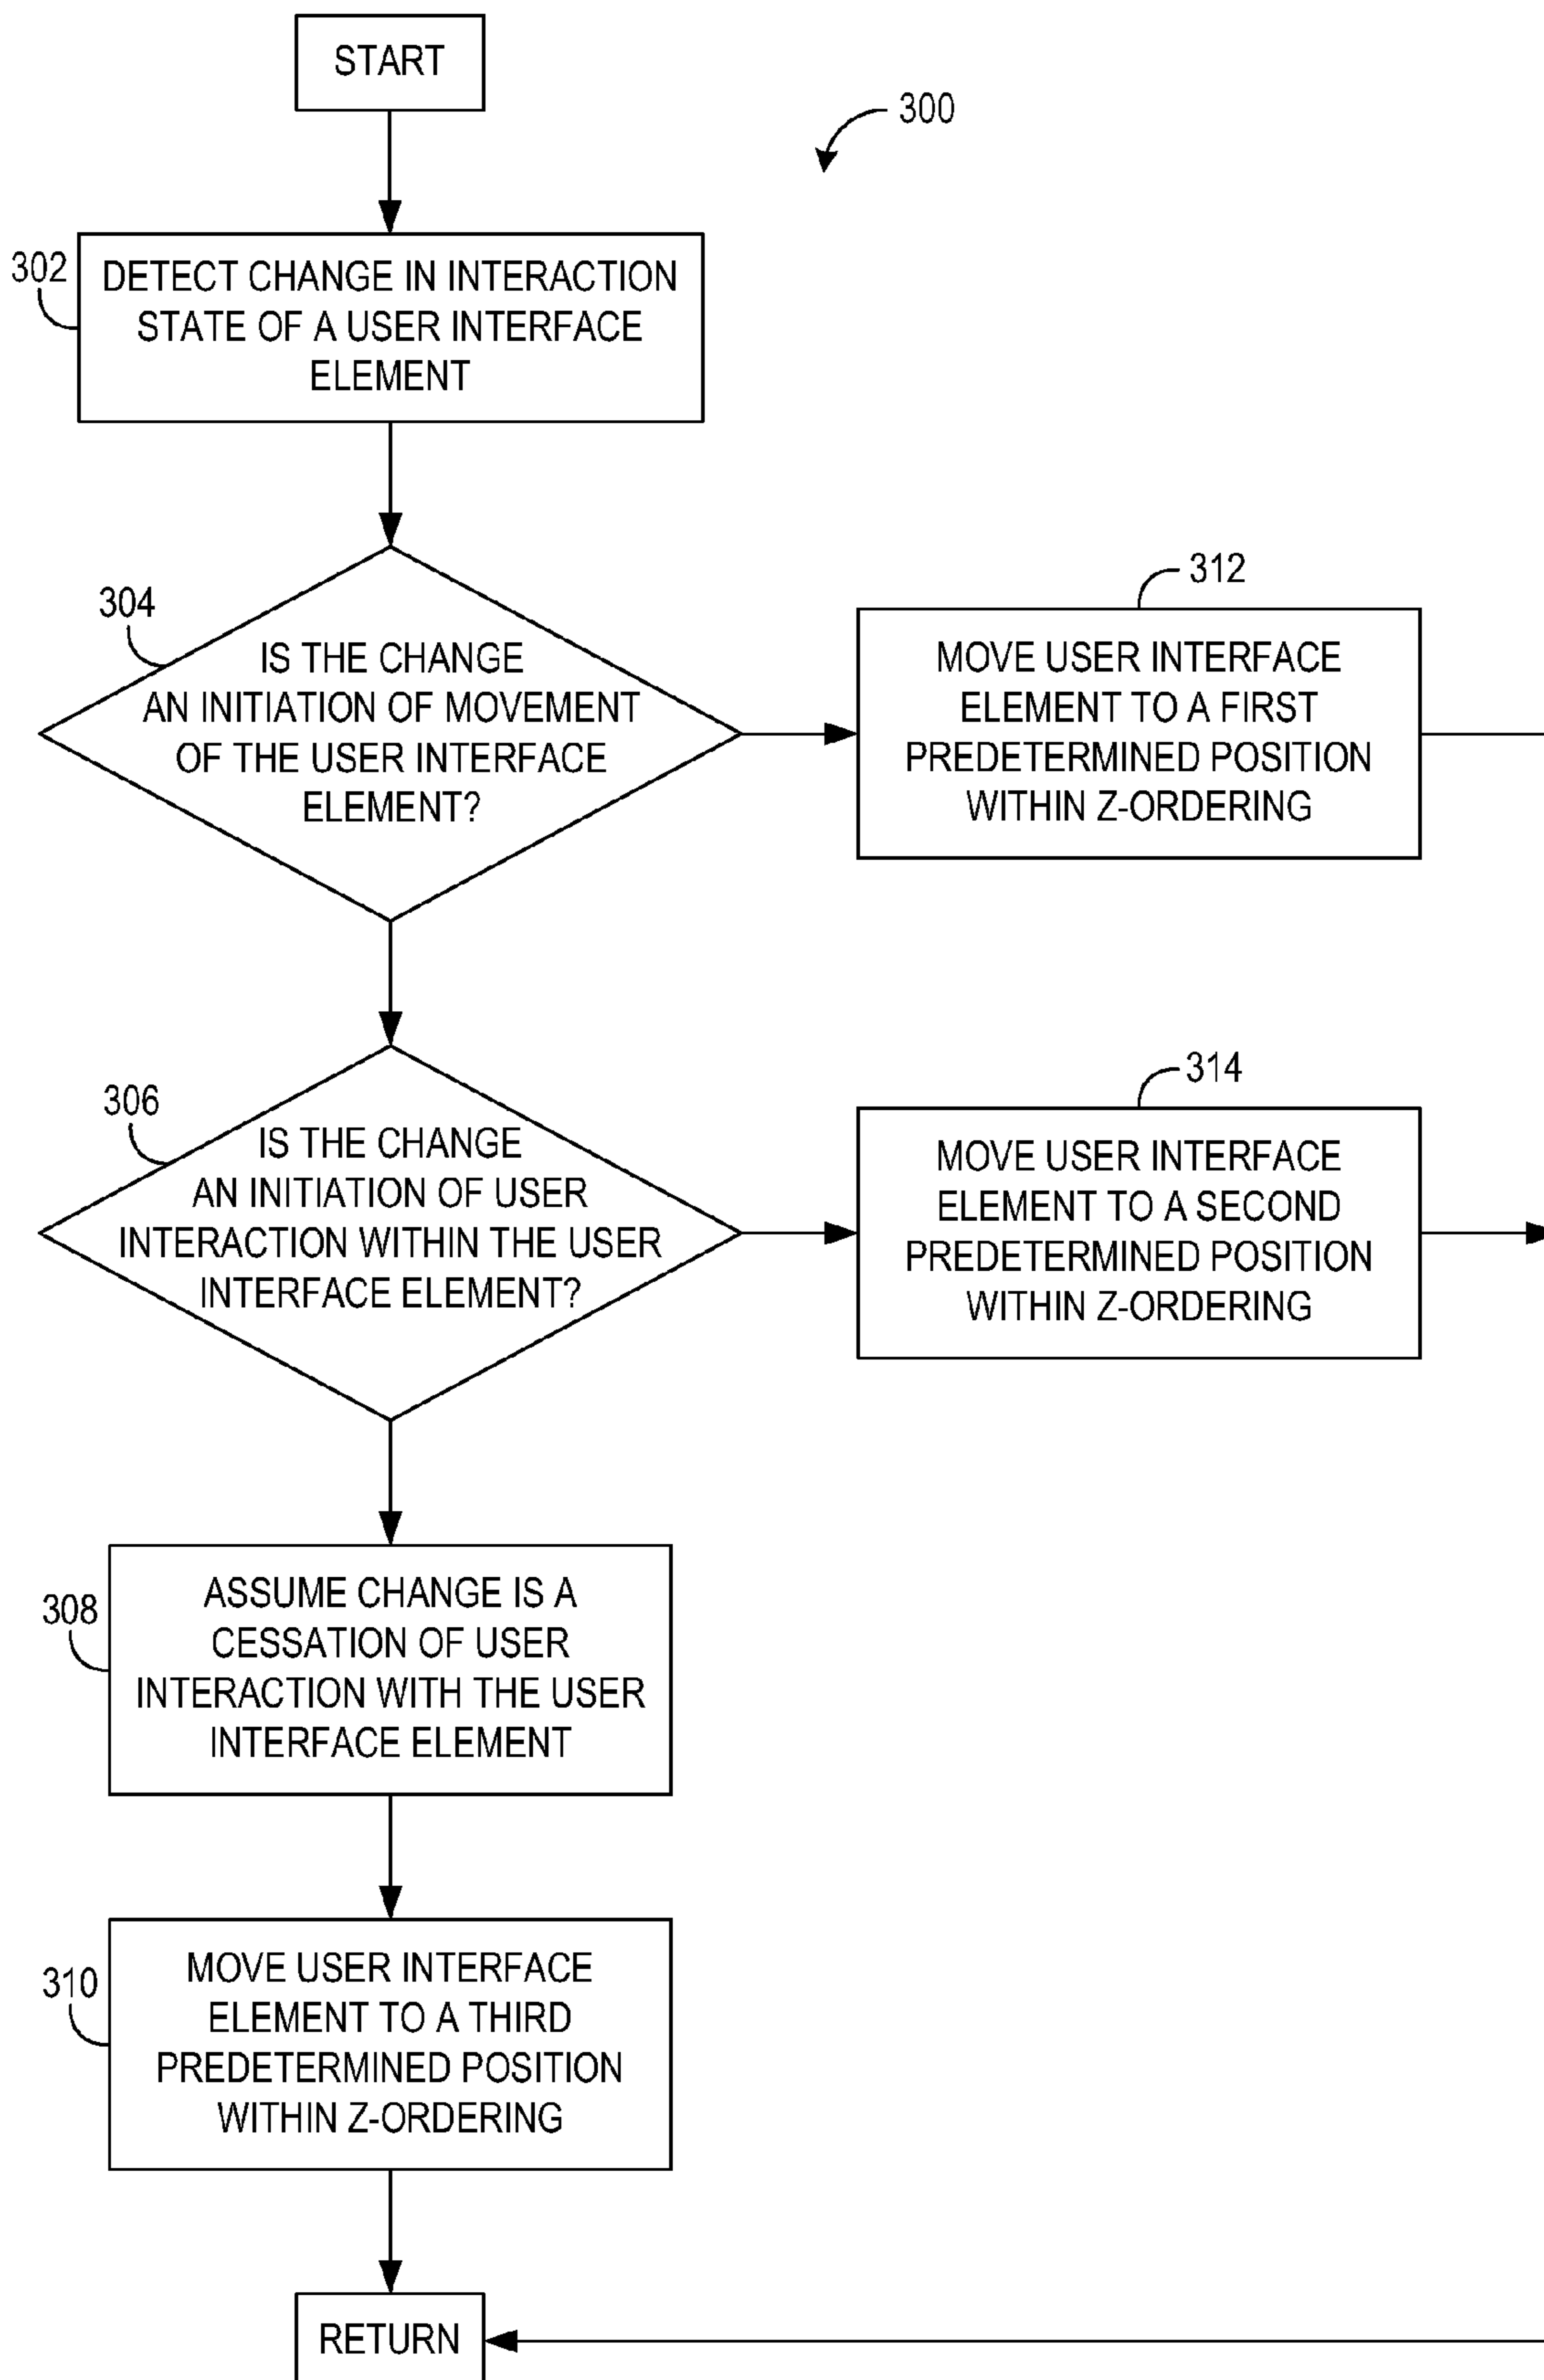 START
300
302
DETECT CHANGE IN INTERACTION
STATE OF A USER INTERFACE
ELEMENT
304
IS THE CHANGE
AN INITIATION OF MOVEMENT
OF THE USER INTERFACE
ELEMENT?
312
MOVE USER INTERFACE
ELEMENT TO A FIRST
PREDETERMINED POSITION
WITHIN Z-ORDERING
306
IS THE CHANGE
AN INITIATION OF USER
INTERACTION WITHIN THE USER
INTERFACE ELEMENT?
314
MOVE USER INTERFACE
ELEMENT TO A SECOND
PREDETERMINED POSITION
WITHIN Z-ORDERING
308
ASSUME CHANGE IS A
CESSATION OF USER
INTERACTION WITH THE USER
INTERFACE ELEMENT
310
MOVE USER INTERFACE
ELEMENT TO A THIRD
PREDETERMINED POSITION
WITHIN Z-ORDERING
RETURN